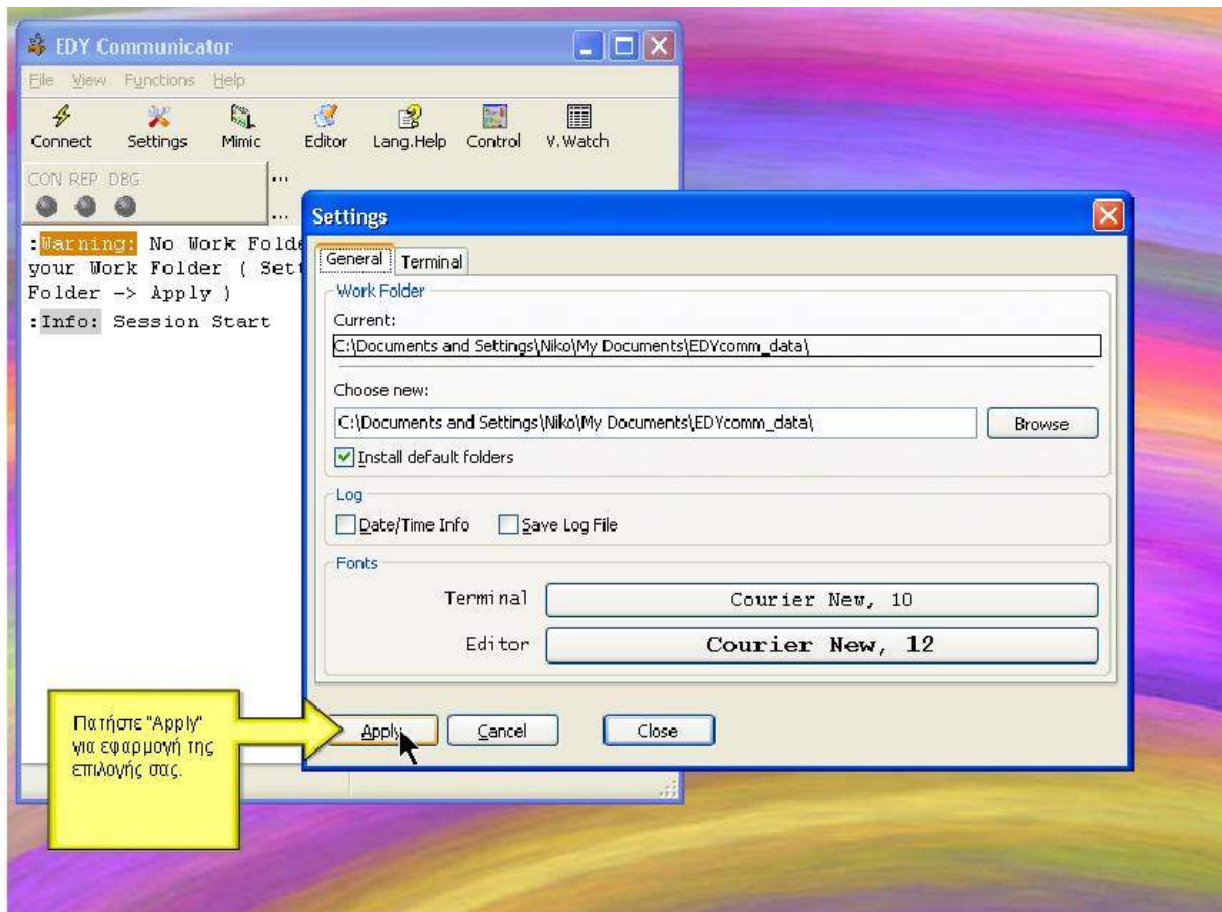 EDY Communicator
File View Functions Help
Connect Settings Mimic Editor Lang.Help Control V.Watch
CON REP DBG
...
...
:Warning: No Work Folde
your Work Folder ( Set
Folder -> Apply )
:Info: Session Start
Settings
General Terminal
Work Folder
Current:
C:\Documents and Settings\Niko\My Documents\EDYcomm_data\
Choose new:
C:\Documents and Settings\Niko\My Documents\EDYcomm_data\ Browse
Install default folders
Log
Date/Time Info Save Log File
Fonts
Terminal Courier New, 10
Editor Courier New, 12
Apply Cancel Close
Πατήστε "Apply"
για εφαρμογή της
επιλογής σας.